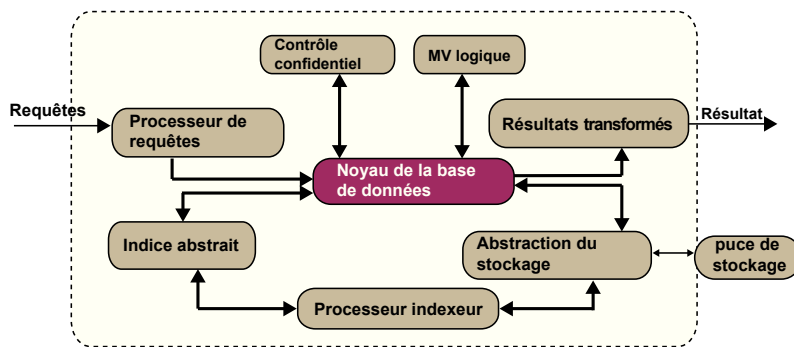 Contrôle
confidentiel
MV logique
Requêtes
Processeur de
requêtes
Résultats transformés
Résultat
Noyau de la base
de données
Indice abstrait
Abstraction du
stockage
puce de
stockage
Processeur indexeur